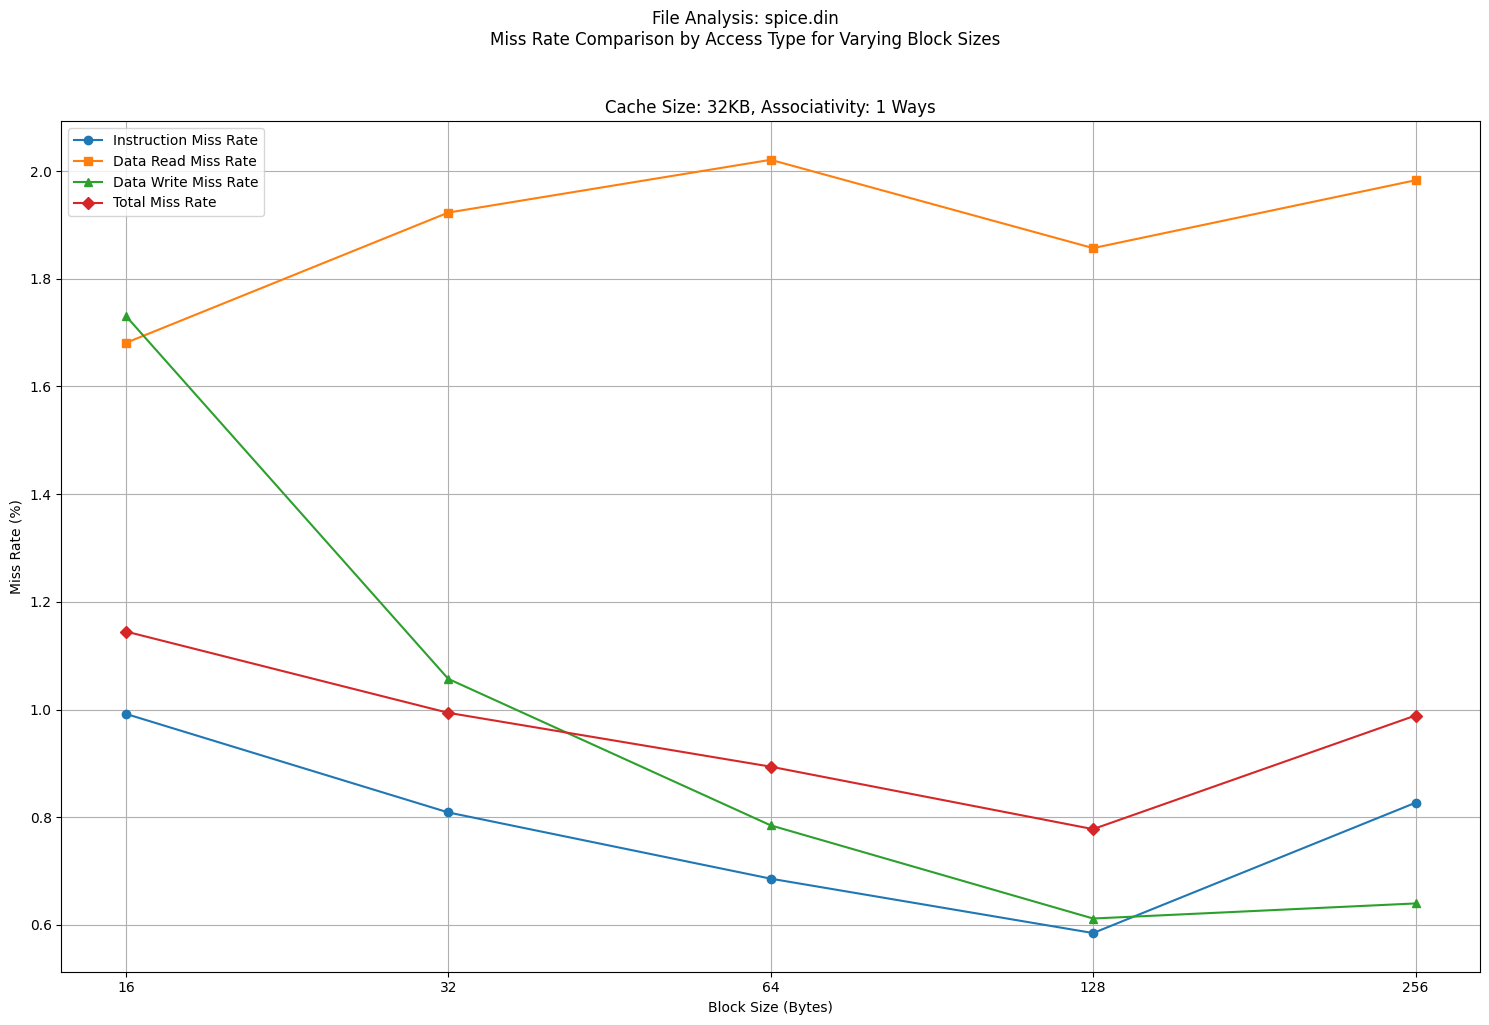 File Analysis: spice.din
Miss Rate Comparison by Access Type for Varying Block Sizes
Cache Size: 32KB, Associativity: 1 Ways
Instruction Miss Rate
Data Read Miss Rate
Data Write Miss Rate
Total Miss Rate
Miss Rate (%)
2.0
1.8
1.6
1.4
1.2
1.0
0.8
0.6
16
32
64
128
256
Block Size (Bytes)